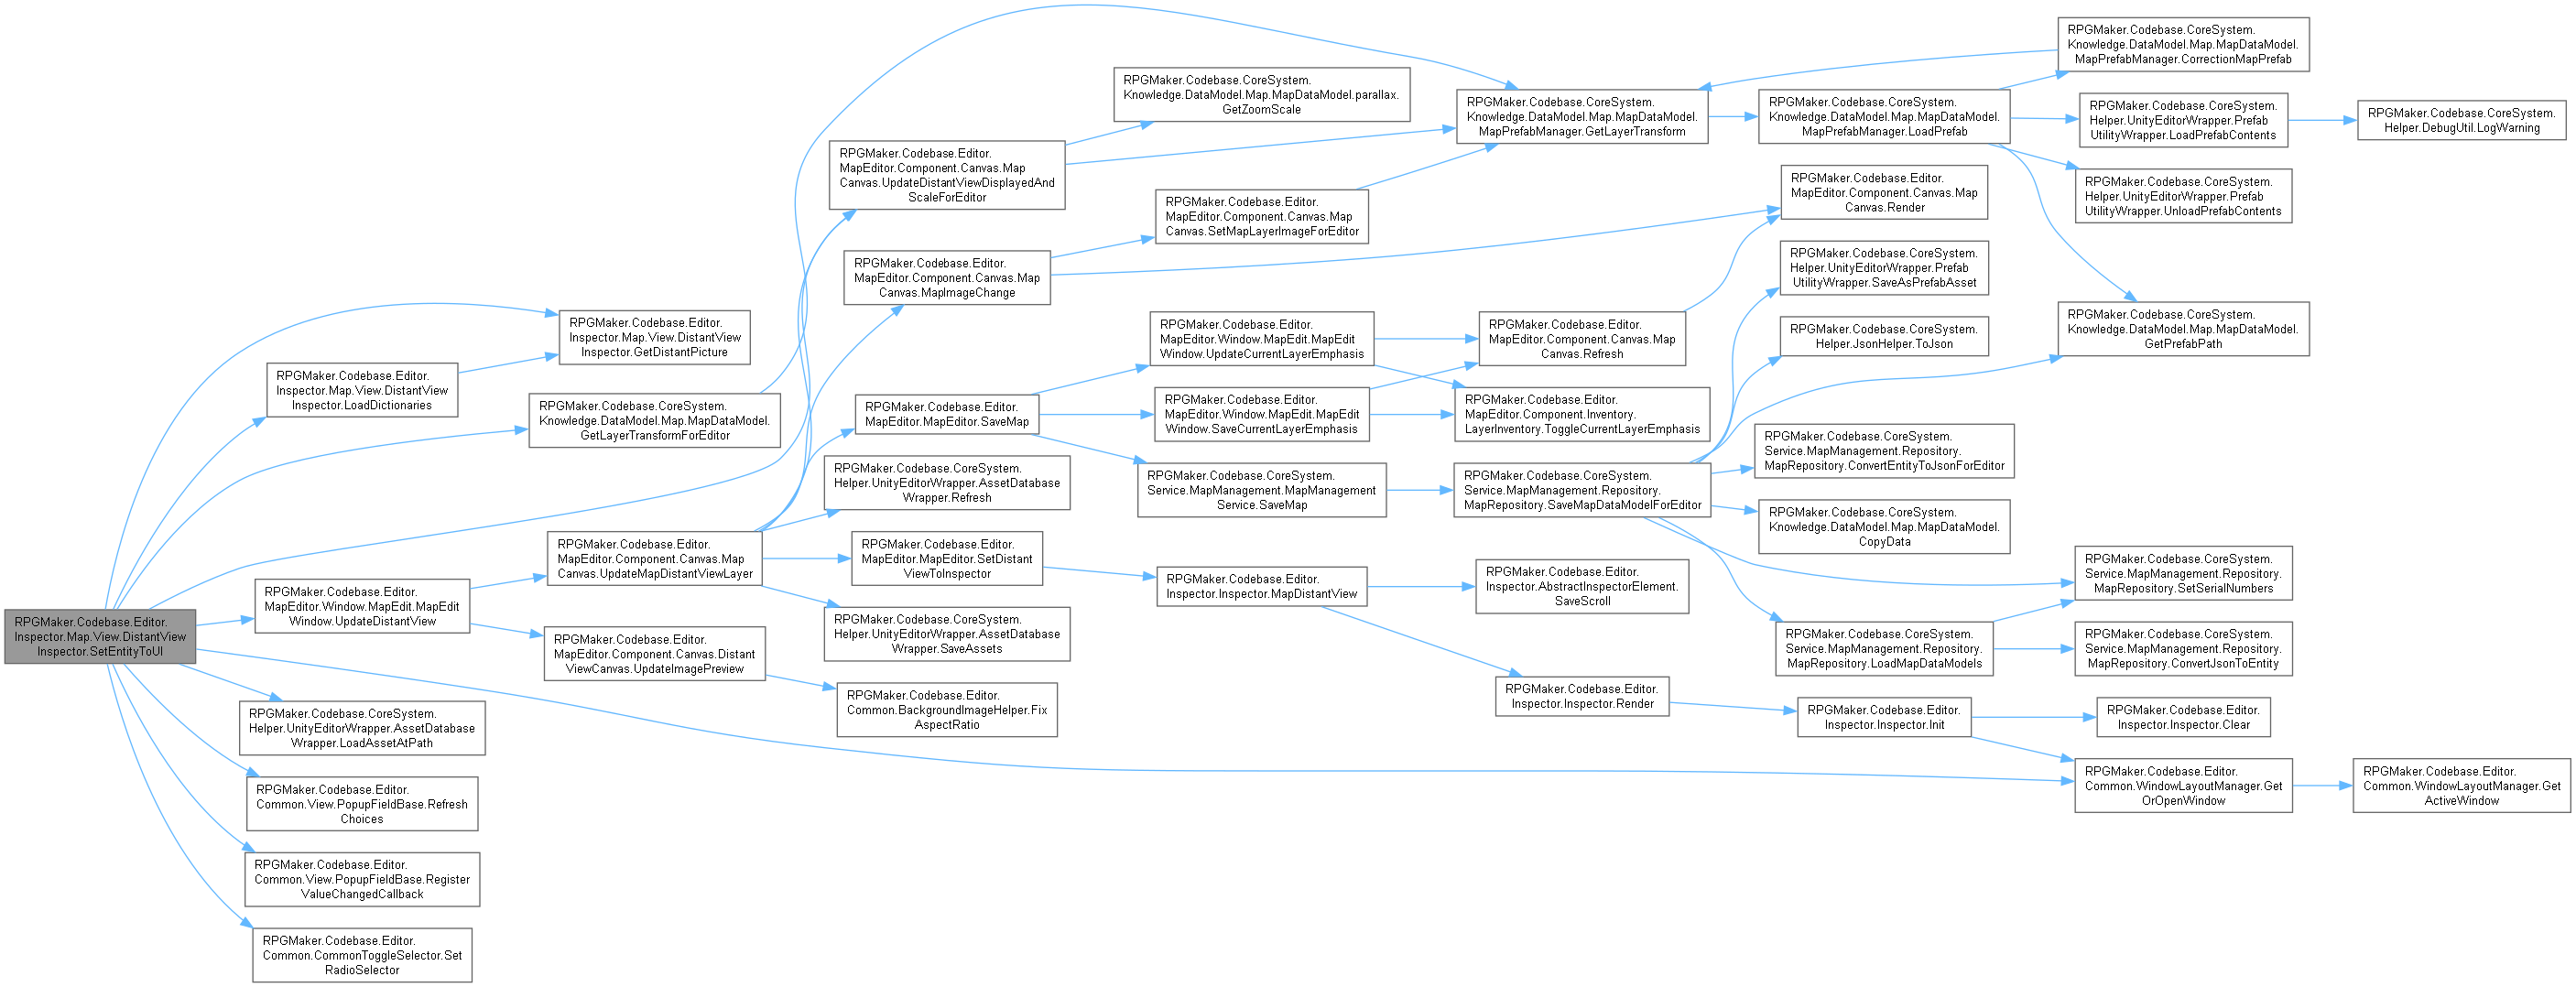 RPGMaker.Codebase.Editor.
Inspector.Map.View.DistantView
Inspector.SetEntityToUI
RPGMaker.Codebase.Editor.
Inspector.Map.View.DistantView
Inspector.GetDistantPicture
RPGMaker.Codebase.Editor.
Inspector.Map.View.DistantView
Inspector.LoadDictionaries
RPGMaker.Codebase.CoreSystem.
Knowledge.DataModel.Map.MapDataModel.
GetLayerTransformForEditor
RPGMaker.Codebase.Editor.
MapEditor.Window.MapEdit.MapEdit
Window.UpdateDistantView
RPGMaker.Codebase.CoreSystem.
Helper.UnityEditorWrapper.AssetDatabase
Wrapper.LoadAssetAtPath
RPGMaker.Codebase.Editor.
Common.View.PopupFieldBase.Refresh
Choices
RPGMaker.Codebase.Editor.
Common.View.PopupFieldBase.Register
ValueChangedCallback
RPGMaker.Codebase.Editor.
Common.CommonToggleSelector.Set
RadioSelector
RPGMaker.Codebase.Editor.
MapEditor.Component.Canvas.Map
Canvas.UpdateMapDistantViewLayer
RPGMaker.Codebase.Editor.
MapEditor.Component.Canvas.Distant
ViewCanvas.UpdateImagePreview
RPGMaker.Codebase.Editor.
MapEditor.Component.Canvas.Map
Canvas.UpdateDistantViewDisplayedAnd
ScaleForEditor
RPGMaker.Codebase.Editor.
MapEditor.Component.Canvas.Map
Canvas.MapImageChange
RPGMaker.Codebase.Editor.
MapEditor.MapEditor.SaveMap
RPGMaker.Codebase.CoreSystem.
Helper.UnityEditorWrapper.AssetDatabase
Wrapper.Refresh
RPGMaker.Codebase.Editor.
MapEditor.MapEditor.SetDistant
ViewToInspector
RPGMaker.Codebase.CoreSystem.
Helper.UnityEditorWrapper.AssetDatabase
Wrapper.SaveAssets
RPGMaker.Codebase.Editor.
Common.BackgroundImageHelper.Fix
AspectRatio
RPGMaker.Codebase.CoreSystem.
Knowledge.DataModel.Map.MapDataModel.parallax.
GetZoomScale
RPGMaker.Codebase.Editor.
MapEditor.Component.Canvas.Map
Canvas.SetMapLayerImageForEditor
RPGMaker.Codebase.Editor.
MapEditor.Window.MapEdit.MapEdit
Window.UpdateCurrentLayerEmphasis
RPGMaker.Codebase.Editor.
MapEditor.Window.MapEdit.MapEdit
Window.SaveCurrentLayerEmphasis
RPGMaker.Codebase.CoreSystem.
Service.MapManagement.MapManagement
Service.SaveMap
RPGMaker.Codebase.Editor.
Inspector.Inspector.MapDistantView
RPGMaker.Codebase.CoreSystem.
Knowledge.DataModel.Map.MapDataModel.
MapPrefabManager.GetLayerTransform
RPGMaker.Codebase.Editor.
MapEditor.Component.Canvas.Map
Canvas.Refresh
RPGMaker.Codebase.Editor.
MapEditor.Component.Inventory.
LayerInventory.ToggleCurrentLayerEmphasis
RPGMaker.Codebase.CoreSystem.
Service.MapManagement.Repository.
MapRepository.SaveMapDataModelForEditor
RPGMaker.Codebase.Editor.
Inspector.AbstractInspectorElement.
SaveScroll
RPGMaker.Codebase.Editor.
Inspector.Inspector.Render
RPGMaker.Codebase.CoreSystem.
Knowledge.DataModel.Map.MapDataModel.
MapPrefabManager.LoadPrefab
RPGMaker.Codebase.Editor.
MapEditor.Component.Canvas.Map
Canvas.Render
RPGMaker.Codebase.CoreSystem.
Helper.UnityEditorWrapper.Prefab
UtilityWrapper.SaveAsPrefabAsset
RPGMaker.Codebase.CoreSystem.
Helper.JsonHelper.ToJson
RPGMaker.Codebase.CoreSystem.
Service.MapManagement.Repository.
MapRepository.ConvertEntityToJsonForEditor
RPGMaker.Codebase.CoreSystem.
Knowledge.DataModel.Map.MapDataModel.
CopyData
RPGMaker.Codebase.CoreSystem.
Service.MapManagement.Repository.
MapRepository.LoadMapDataModels
RPGMaker.Codebase.Editor.
Inspector.Inspector.Init
RPGMaker.Codebase.CoreSystem.
Knowledge.DataModel.Map.MapDataModel.
MapPrefabManager.CorrectionMapPrefab
RPGMaker.Codebase.CoreSystem.
Helper.UnityEditorWrapper.Prefab
UtilityWrapper.LoadPrefabContents
RPGMaker.Codebase.CoreSystem.
Helper.UnityEditorWrapper.Prefab
UtilityWrapper.UnloadPrefabContents
RPGMaker.Codebase.CoreSystem.
Knowledge.DataModel.Map.MapDataModel.
GetPrefabPath
RPGMaker.Codebase.CoreSystem.
Service.MapManagement.Repository.
MapRepository.SetSerialNumbers
RPGMaker.Codebase.CoreSystem.
Service.MapManagement.Repository.
MapRepository.ConvertJsonToEntity
RPGMaker.Codebase.Editor.
Inspector.Inspector.Clear
RPGMaker.Codebase.Editor.
Common.WindowLayoutManager.Get
OrOpenWindow
RPGMaker.Codebase.CoreSystem.
Helper.DebugUtil.LogWarning
RPGMaker.Codebase.Editor.
Common.WindowLayoutManager.Get
ActiveWindow